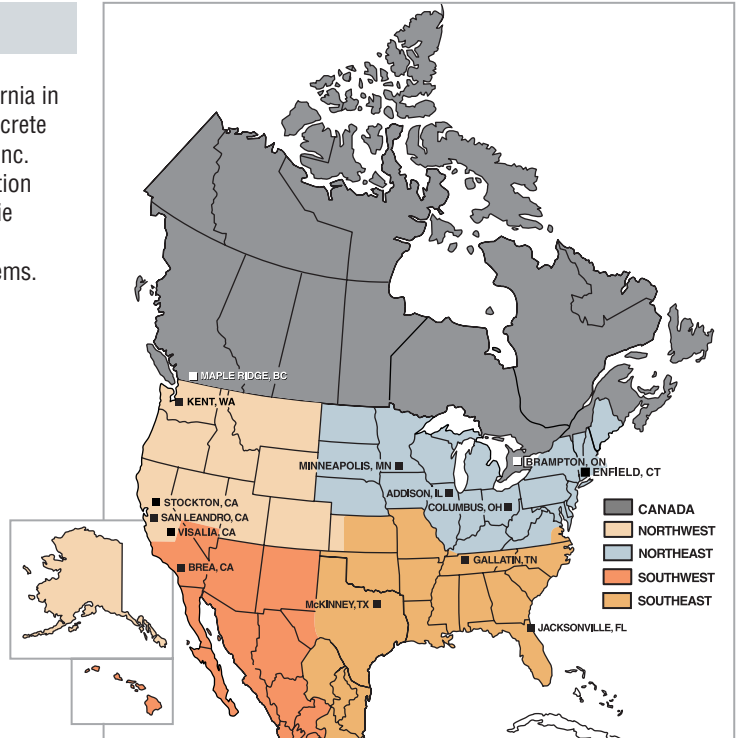 rnia in
crete
nc.
tion
ie
ems.
MAPLE RIDGE, BC
KENT, WA
MINNEAPOLIS, MN
BRAMPTON, ON
ENFIELD, CT
ADDISON, IL
COLUMBUS, OH
STOCKTON, CA
SAN LEANDRO, CA
VISALIA, CA
BREA, CA
GALLATIN, TN
McKINNEY, TX
JACKSONVILLE, FL
CANADA
NORTHWEST
NORTHEAST
SOUTHWEST
SOUTHEAST